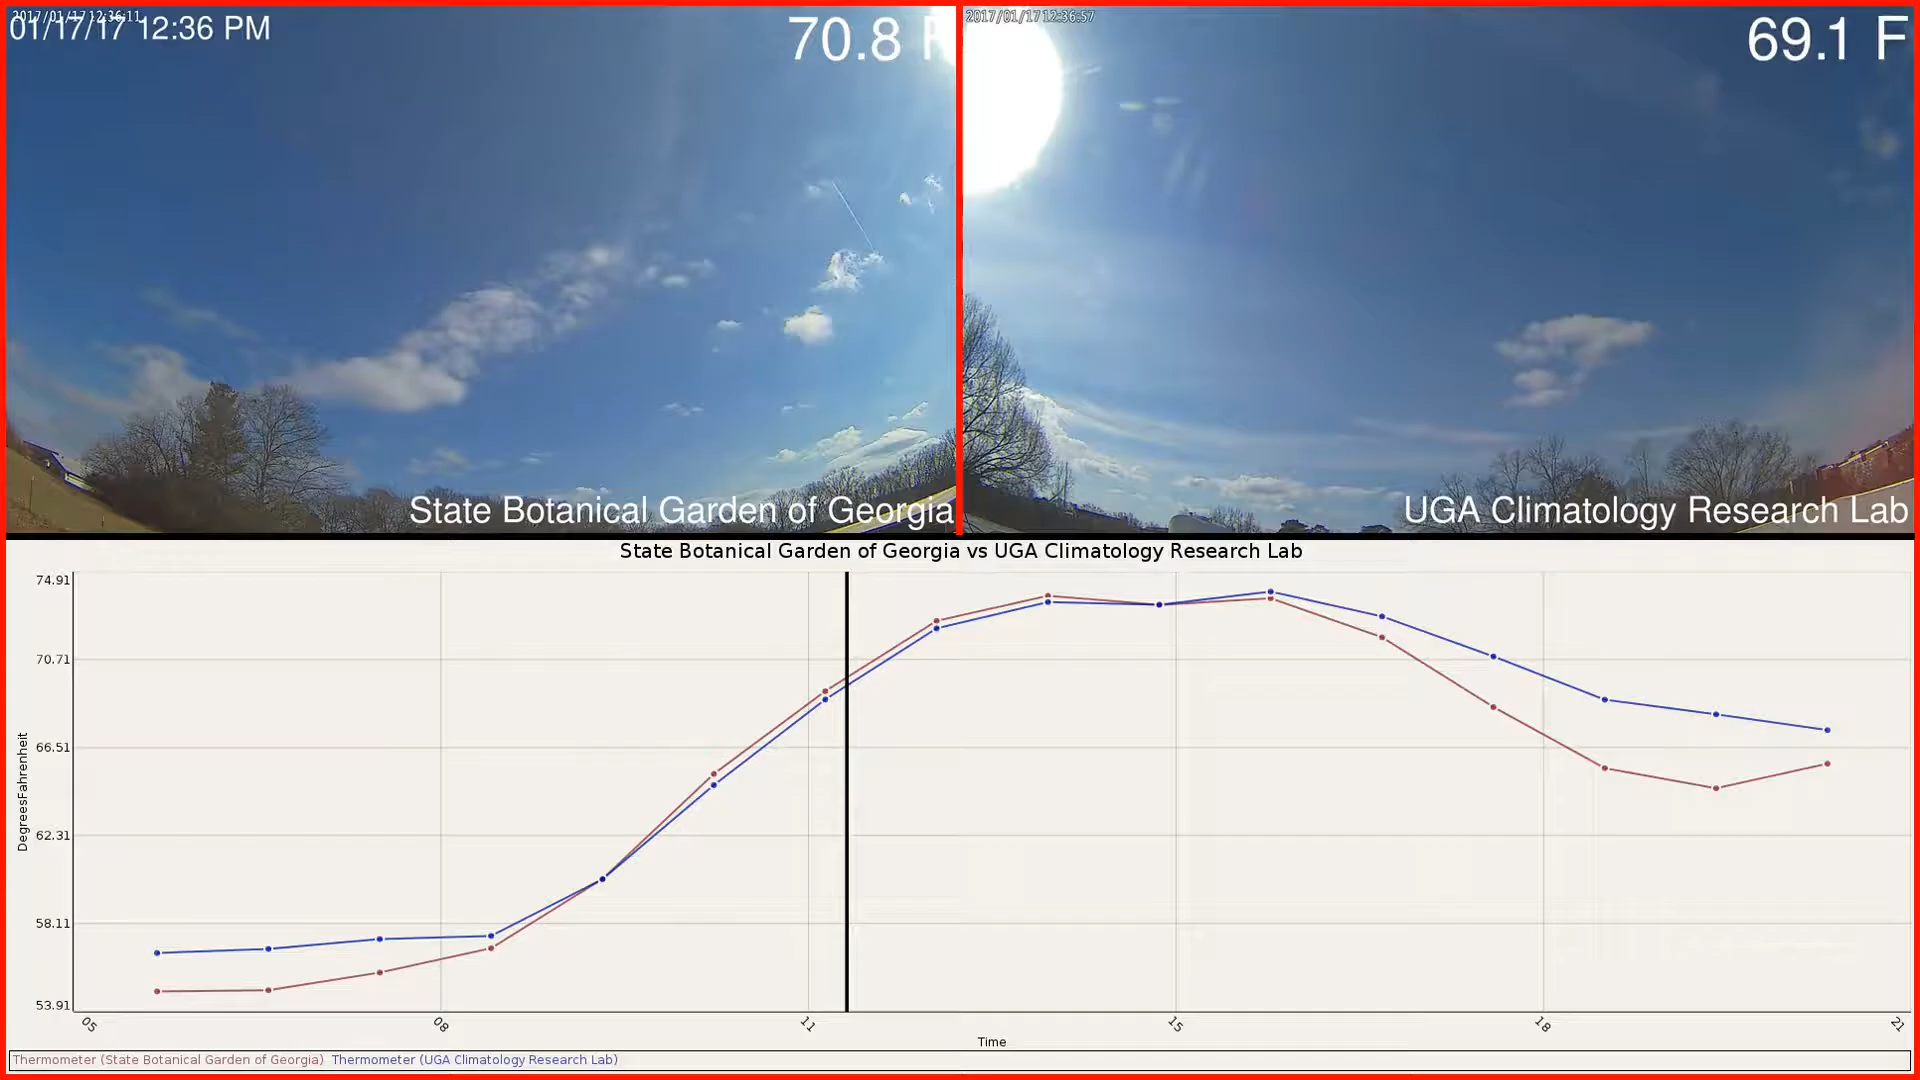 2017/01/17 12:36:11
01/17/17 12:36 PM
70.8 F
State Botanical Garden of Georgia
2017/01/17 12:36:57
69.1 F
UGA Climatology Research Lab
State Botanical Garden of Georgia vs UGA Climatology Research Lab
74.91
70.71
66.51
62.31
58.11
53.91
DegreesFahrenheit
05
08
11
15
18
21
Time
Thermometer (State Botanical Garden of Georgia) Thermometer (UGA Climatology Research Lab)